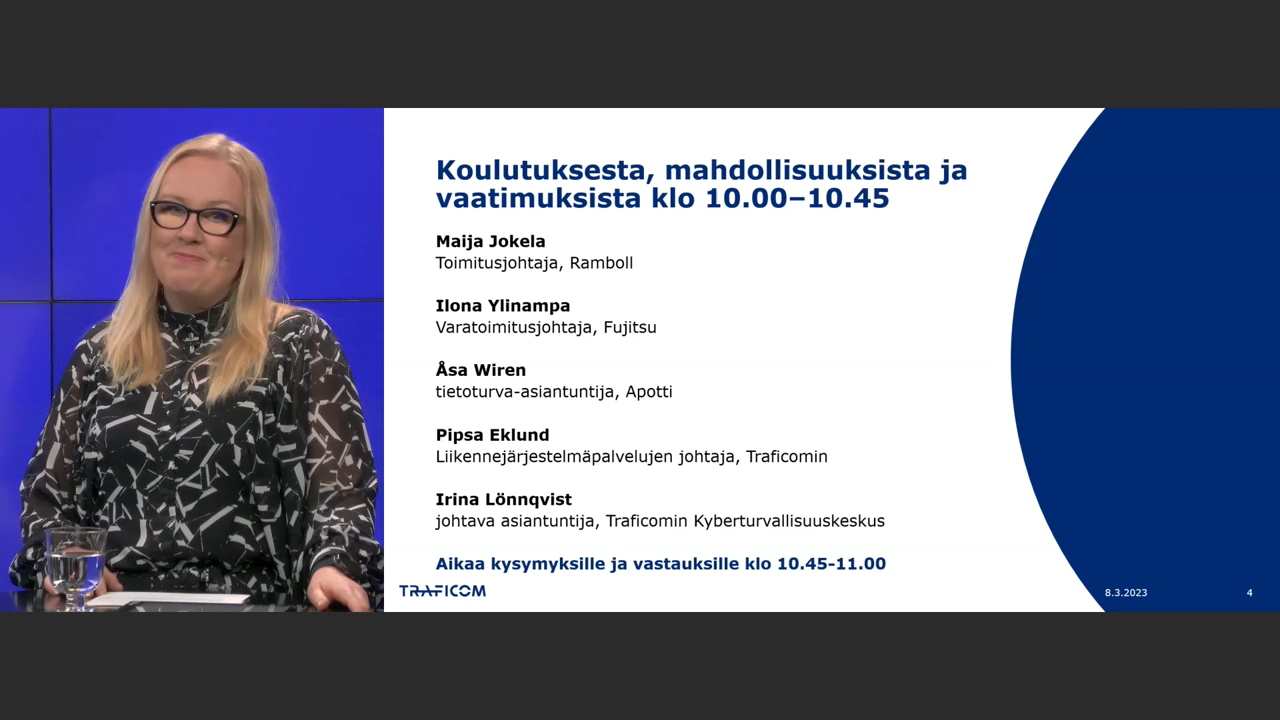 Koulutuksesta, mahdollisuuksista ja
vaatimuksista klo 10.00–10.45
Maija Jokela
Toimitusjohtaja, Ramboll
Ilona Ylinampa
Varatoimitusjohtaja, Fujitsu
Åsa Wiren
tietoturva-asiantuntija, Apotti
Pipsa Eklund
Liikennejärjestelmäpalvelujen johtaja, Traficomin
Irina Lönnqvist
johtava asiantuntija, Traficomin Kyberturvallisuuskeskus
Aikaa kysymyksille ja vastauksille klo 10.45-11.00
TRAFICOM
8.3.2023
4